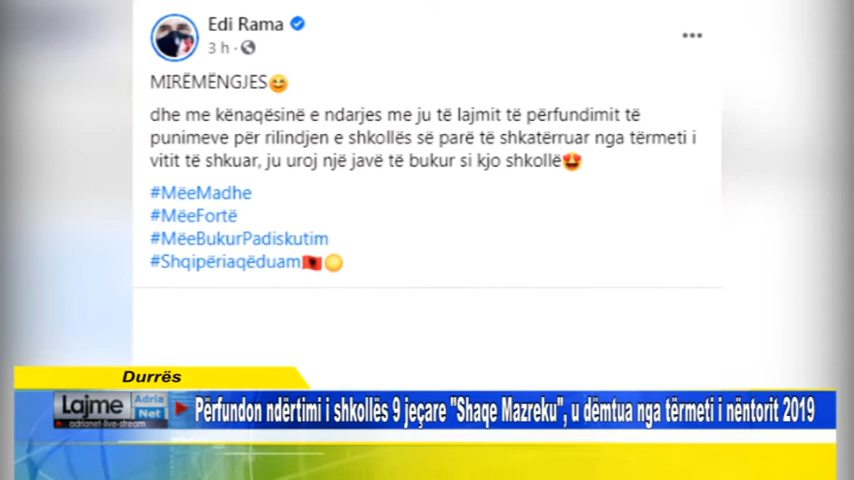 Edi Rama
3 h ·
MIRËMËNGJES😊
dhe me kënaqësinë e ndarjes me ju të lajmit të përfundimit të
punimeve për rilindjen e shkollës së parë të shkatërruar nga tërmeti i
vitit të shkuar, ju uroj një javë të bukur si kjo shkollë🤩
#MëeMadhe
#MëeFortë
#MëeBukurPadiskutim
#Shqipëriaqëduam🇦🇱🌕
Durrës
Lajme Adria Net
adrianet-live-stream
Përfundon ndërtimi i shkollës 9 jeçare "Shaqe Mazreku", u dëmtua nga tërmeti i nëntorit 2019